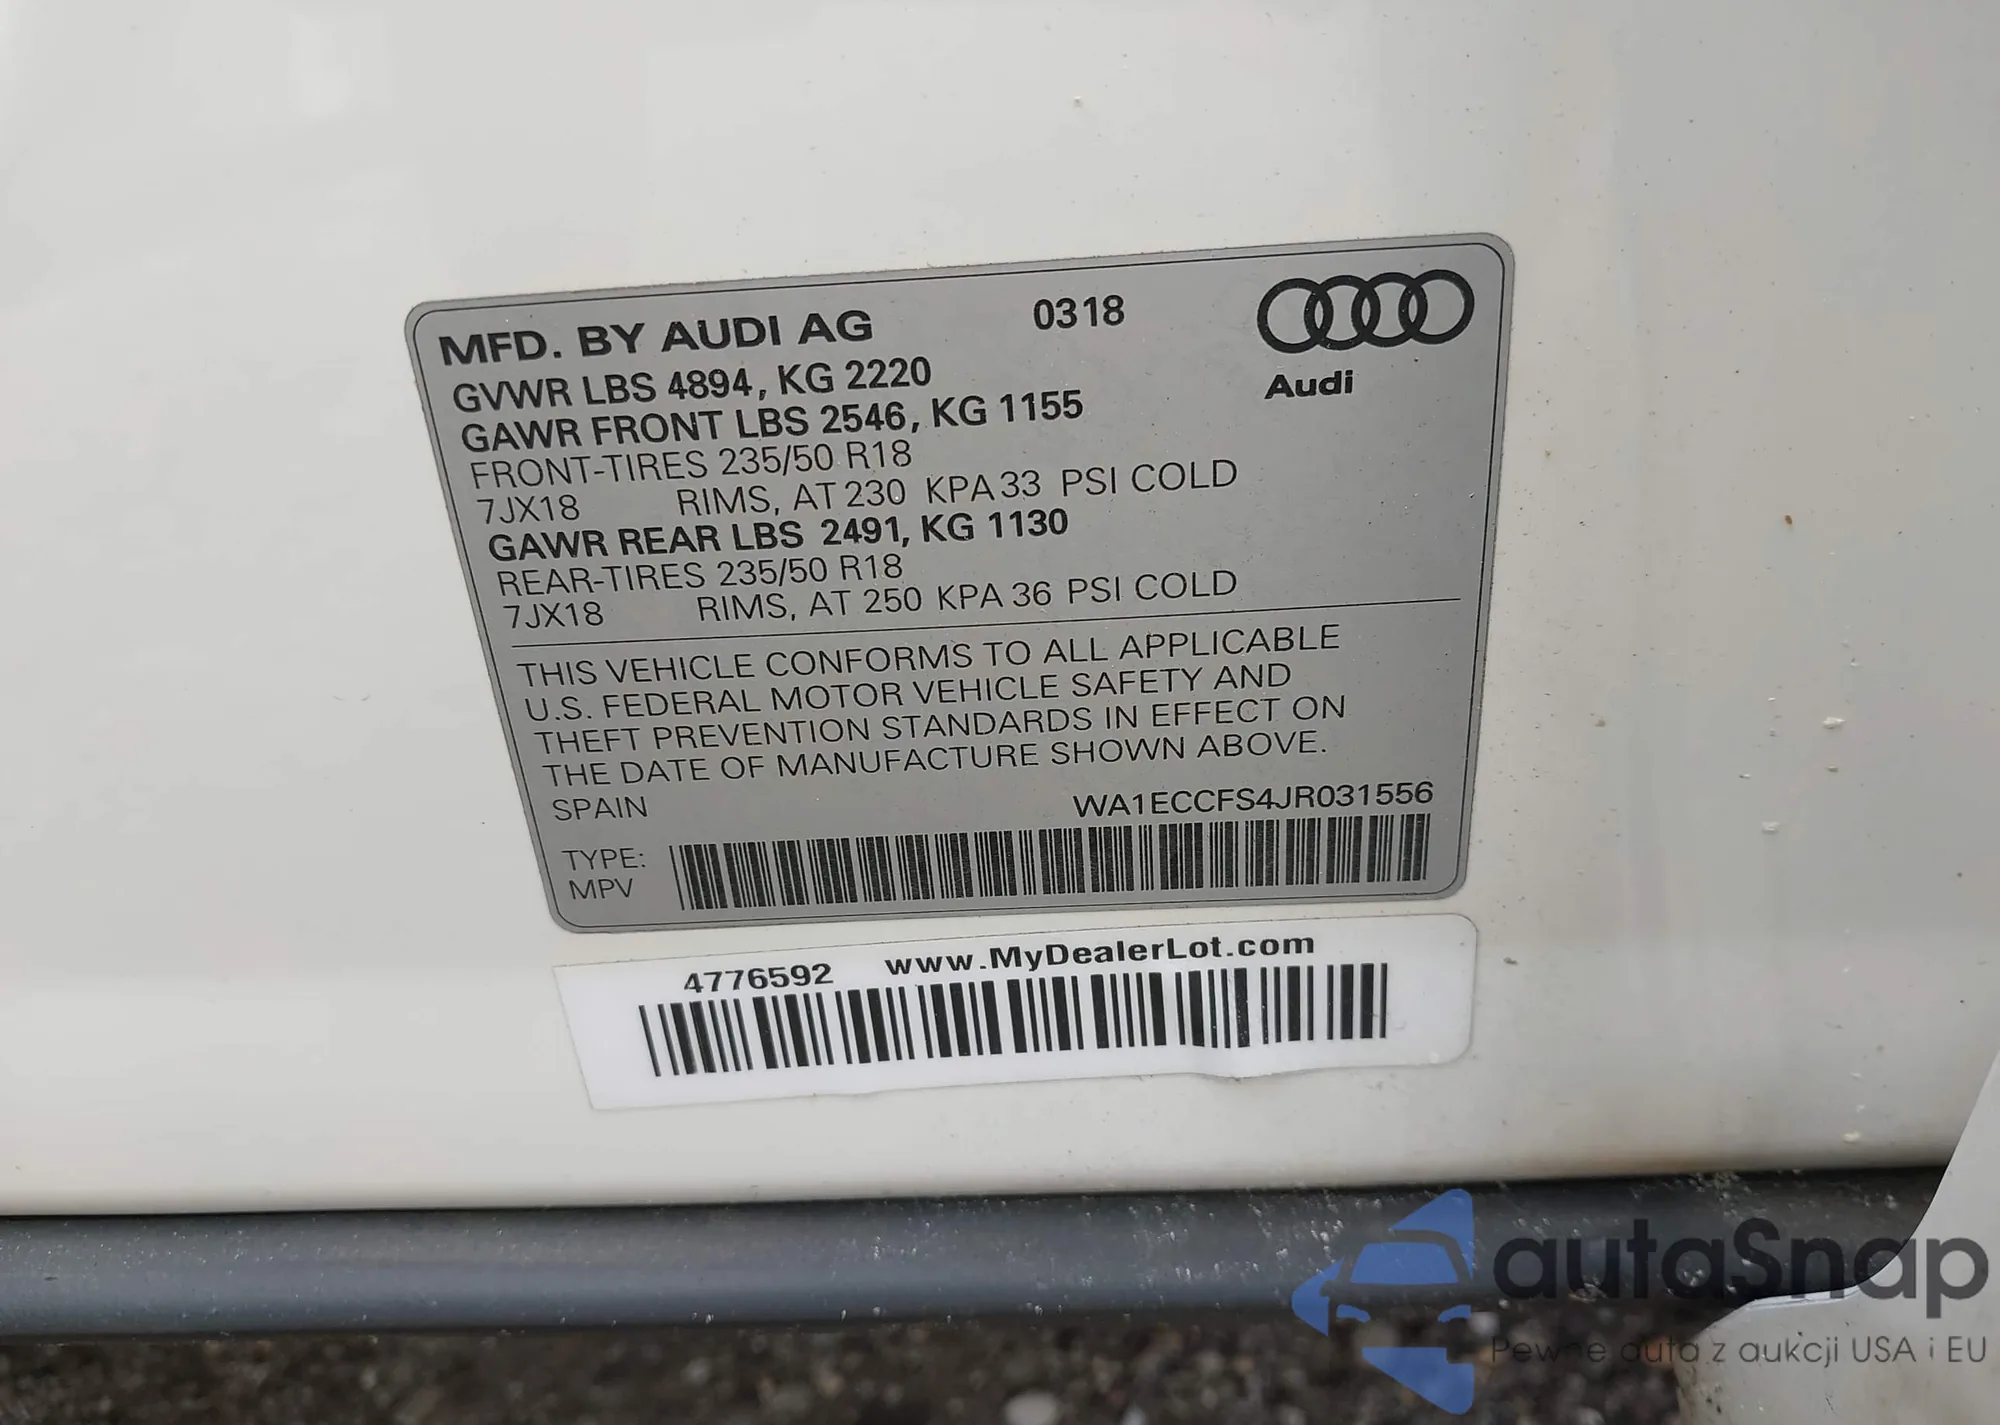 MFD. BY AUDI AG 0318
Audi
GVWR LBS 4894, KG 2220
GAWR FRONT LBS 2546, KG 1155
FRONT-TIRES 235/50 R18
7JX18 RIMS, AT 230 KPA 33 PSI COLD
GAWR REAR LBS 2491, KG 1130
REAR-TIRES 235/50 R18
7JX18 RIMS, AT 250 KPA 36 PSI COLD
THIS VEHICLE CONFORMS TO ALL APPLICABLE
U.S. FEDERAL MOTOR VEHICLE SAFETY AND
THEFT PREVENTION STANDARDS IN EFFECT ON
THE DATE OF MANUFACTURE SHOWN ABOVE.
SPAIN WA1ECCFS4JR031556
TYPE:
MPV
4776592 www.MyDealerLot.com
autaSnap
Pewne auta z aukcji USA i EU